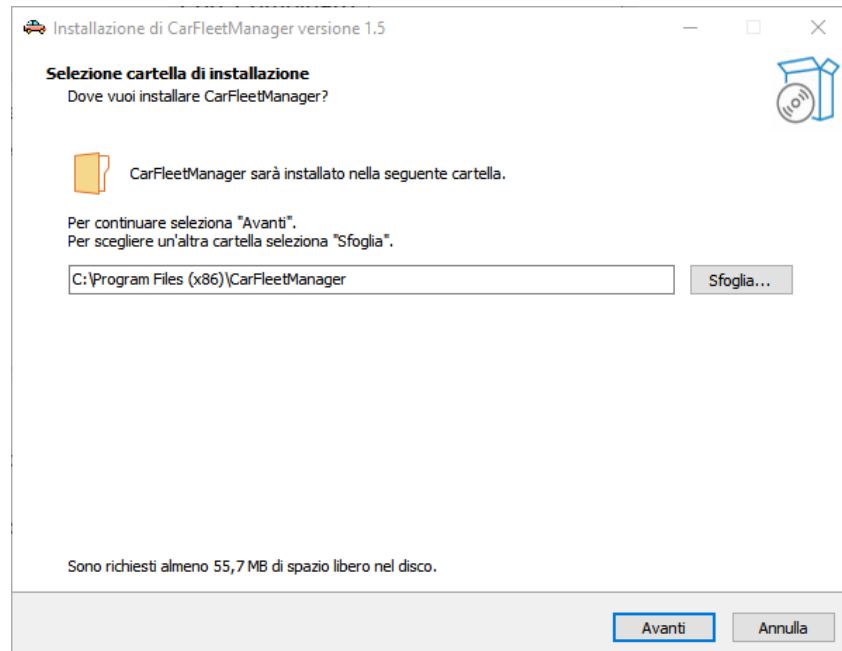 Installazione di CarFleetManager versione 1.5
Selezione cartella di installazione
Dove vuoi installare CarFleetManager?
CarFleetManager sarà installato nella seguente cartella.
Per continuare seleziona "Avanti".
Per scegliere un'altra cartella seleziona "Sfoglia".
C:\Program Files (x86)\CarFleetManager
Sfoglia...
Sono richiesti almeno 55,7 MB di spazio libero nel disco.
Avanti
Annulla